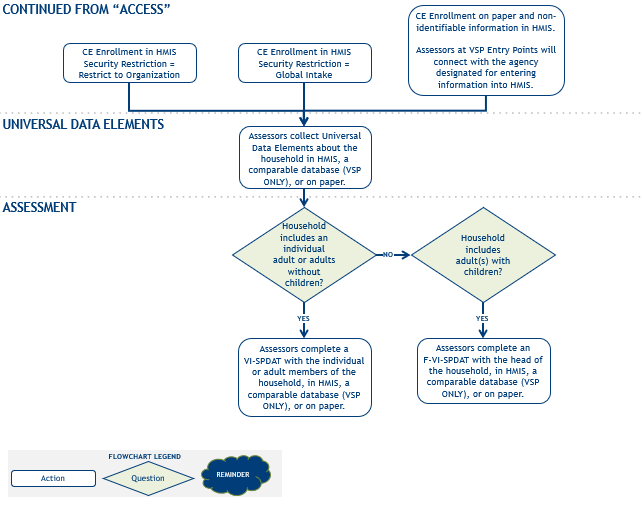 CONTINUED FROM “ACCESS”
CE Enrollment in HMIS
Security Restriction =
Restrict to Organization
CE Enrollment in HMIS
Security Restriction =
Global Intake
CE Enrollment on paper and non-
identifiable information in HMIS.
Assessors at VSP Entry Points will
connect with the agency
designated for entering
information into HMIS.
UNIVERSAL DATA ELEMENTS
Assessors collect Universal
Data Elements about the
household in HMIS, a
comparable database (VSP
ONLY), or on paper.
ASSESSMENT
Household
includes an
individual
adult or adults
without
children?
NO
Household
includes
adult(s) with
children?
YES
YES
Assessors complete a
VI-SPDAT with the individual
or adult members of the
household, in HMIS, a
comparable database (VSP
ONLY), or on paper.
Assessors complete an
F-VI-SPDAT with the head of
the household, in HMIS, a
comparable database (VSP
ONLY), or on paper.
FLOWCHART LEGEND
Action
Question
REMINDER